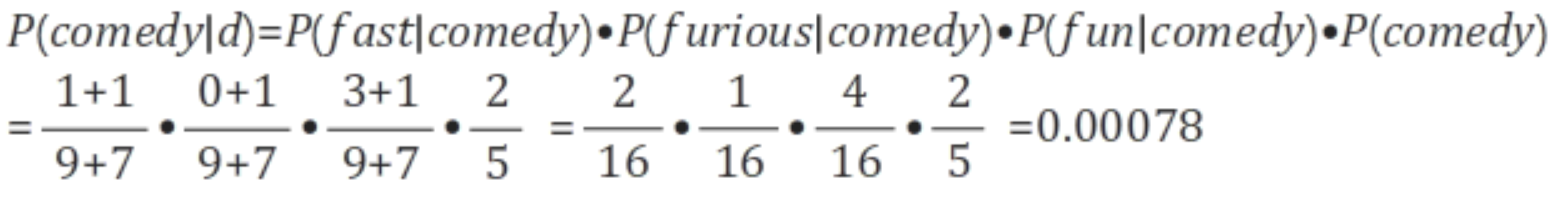 P(comedy|d)=P(fast|comedy)•P(furious|comedy)•P(fun|comedy)•P(comedy)
= 1+1/9+7 • 0+1/9+7 • 3+1/9+7 • 2/5 = 2/16 • 1/16 • 4/16 • 2/5 =0.00078